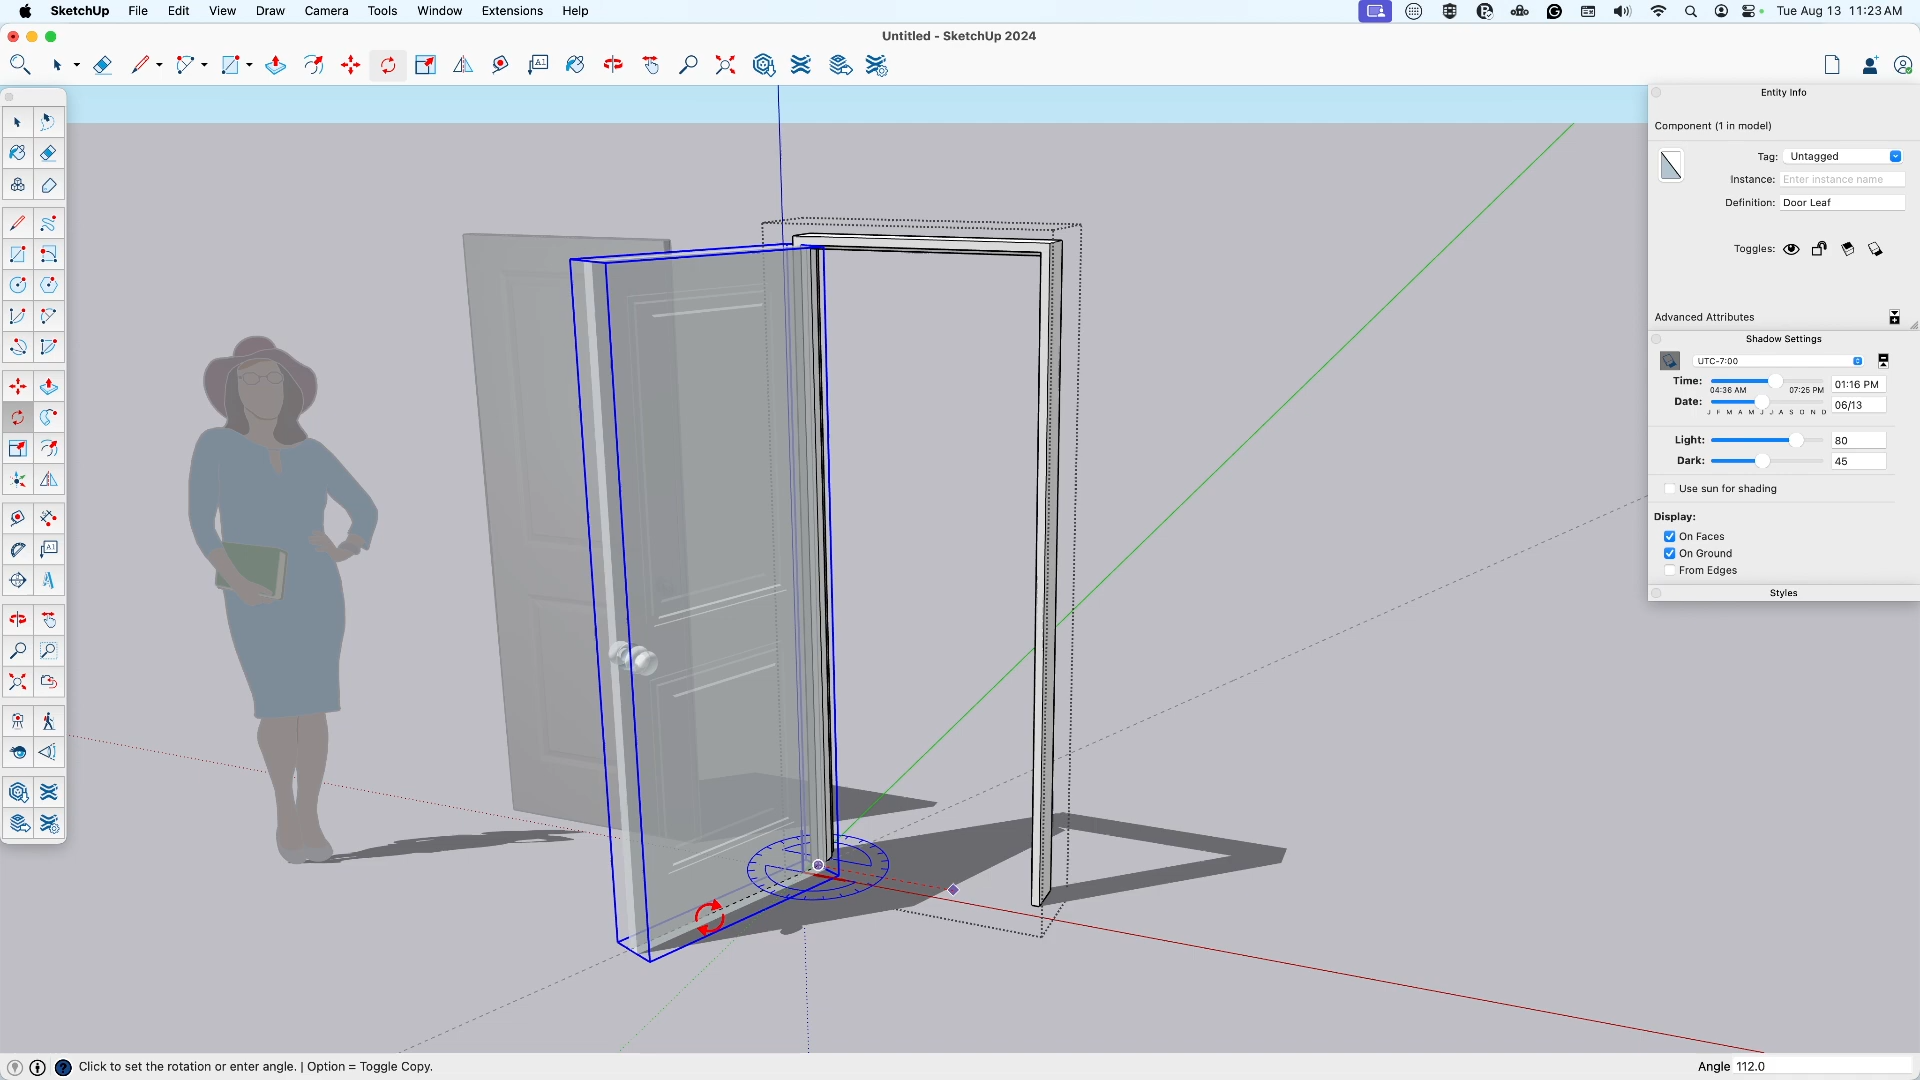 SketchUp File Edit View Draw Camera Tools Window Extensions Help Tue Aug 13 11:23 AM
Untitled - SketchUp 2024
Entity Info
Component (1 in model)
Tag: Untagged
Instance: Enter instance name
Definition: Door Leaf
Toggles:
Advanced Attributes
Shadow Settings
UTC-7:00
Time: 01:16 PM
04:36 AM 07:25 PM
Date: 06/13
J F M A M J J A S O N D
Light: 80
Dark: 45
Use sun for shading
Display:
On Faces
On Ground
From Edges
Styles
Click to set the rotation or enter angle. | Option = Toggle Copy. Angle 112.0